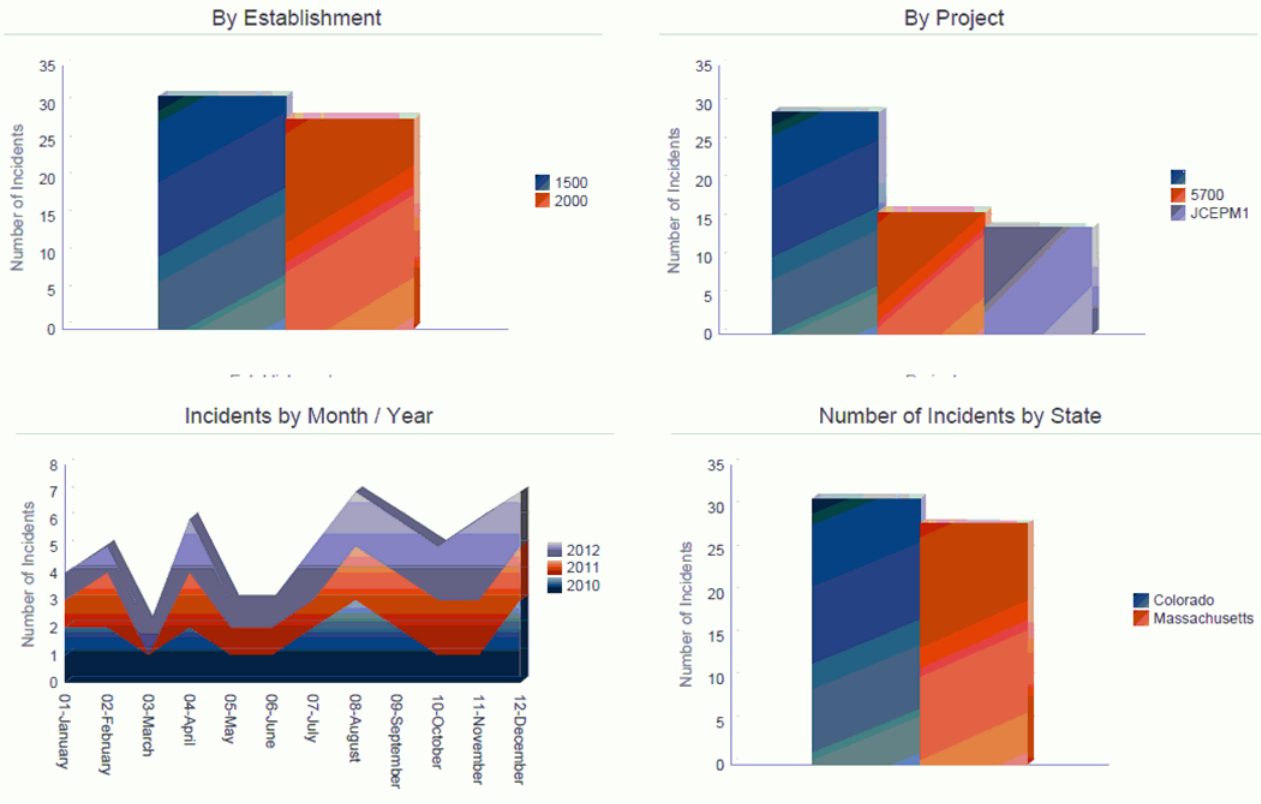 By Establishment
35
30
25
20
15
10
5
0
Number of Incidents
1500
2000
By Project
35
30
25
20
15
10
5
0
Number of Incidents
5700
JCEPM1
Incidents by Month / Year
8
7
6
5
4
3
2
1
0
Number of Incidents
01-January
02-February
03-March
04-April
05-May
06-June
07-July
08-August
09-September
10-October
11-November
12-December
2012
2011
2010
Number of Incidents by State
35
30
25
20
15
10
5
0
Number of Incidents
Colorado
Massachusetts